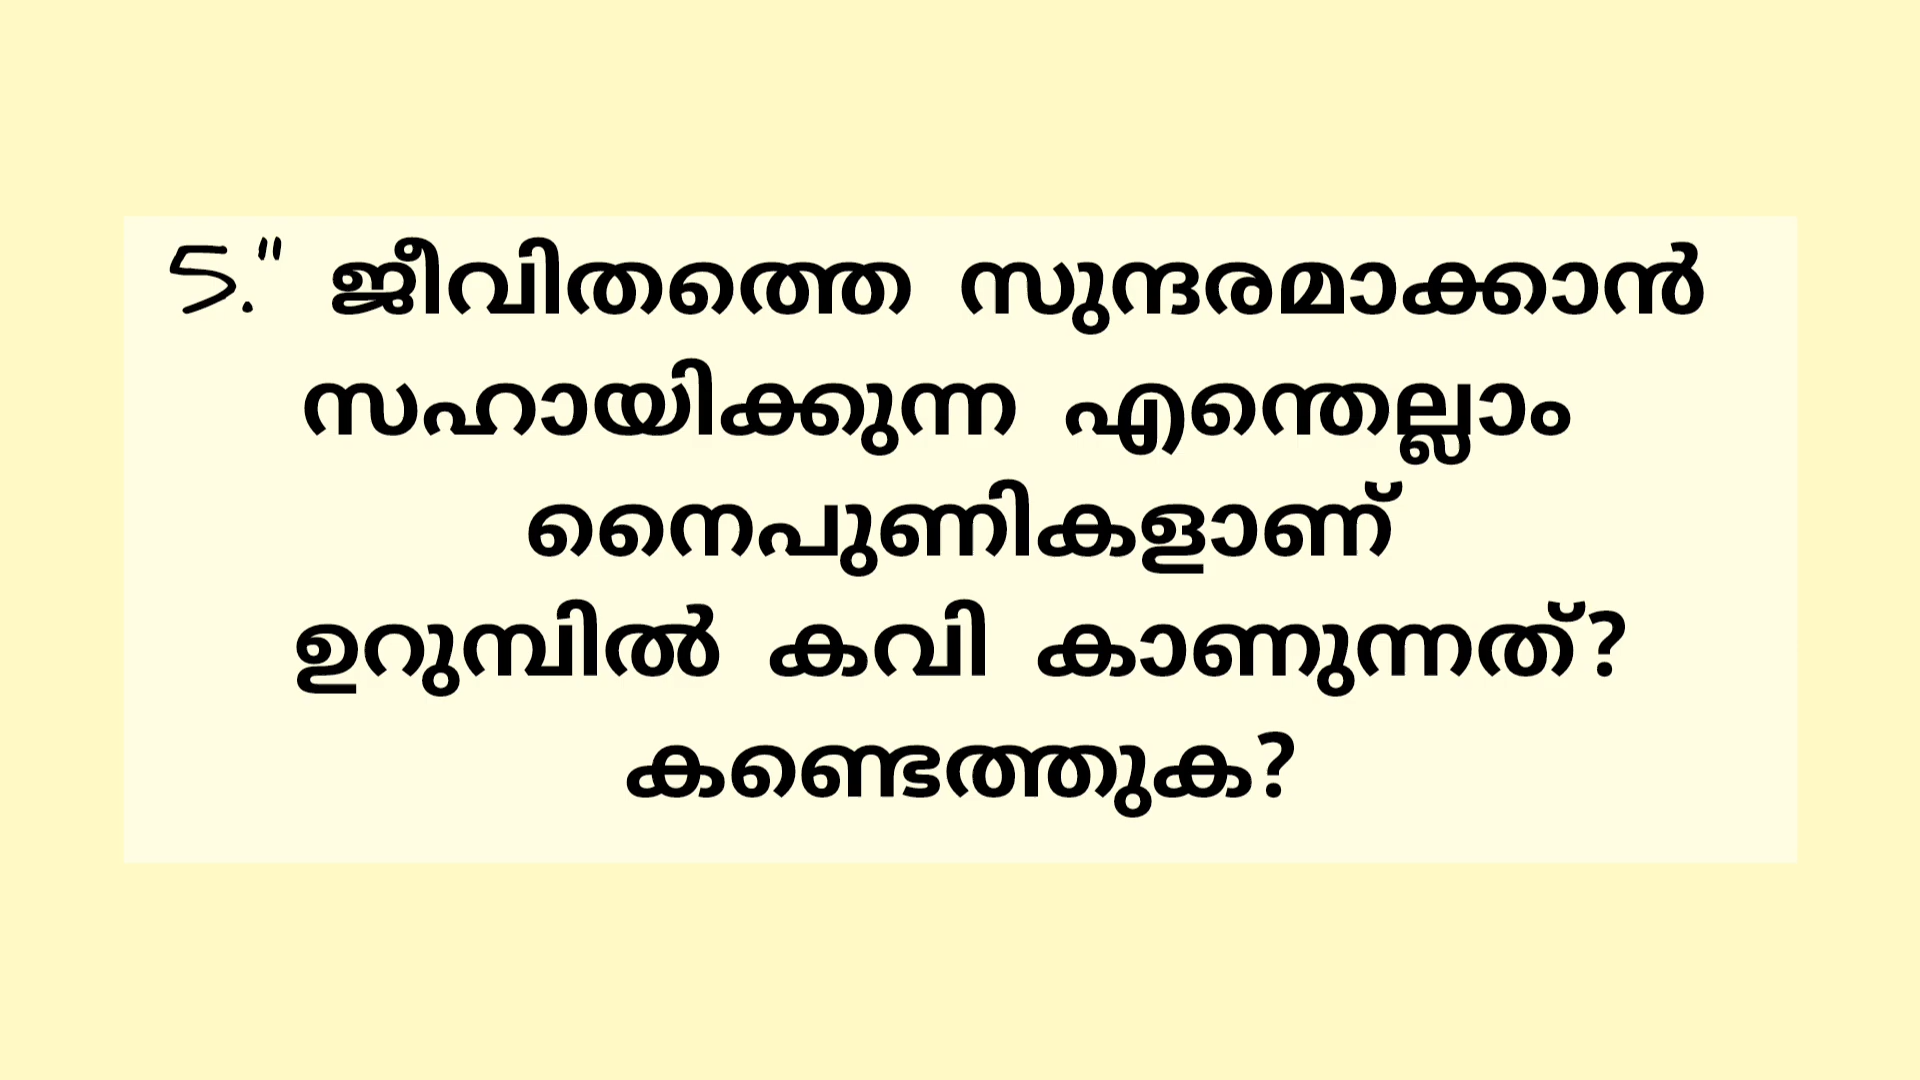 5." ജീവിതത്തെ സുന്ദരമാക്കാൻ
സഹായിക്കുന്ന എന്തെല്ലാം
നൈപുണികളാണ്
ഉറുമ്പിൽ കവി കാണുന്നത്?
കണ്ടെത്തുക?